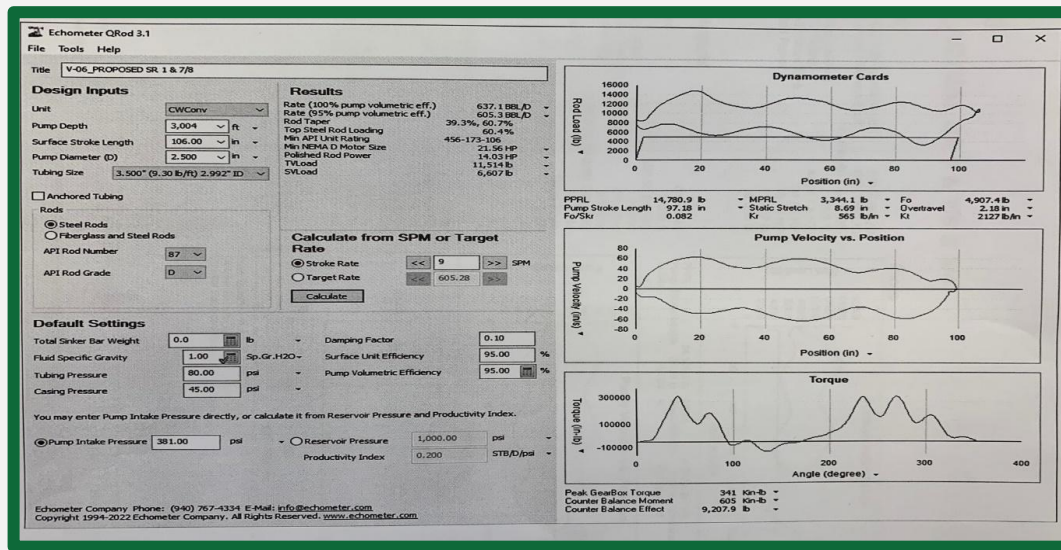 Echometer QRod 3.1
File Tools Help
Title V-06_PROPOSED SR 1 & 7/8
Design Inputs
Unit CWConv
Pump Depth 3,004 ft
Surface Stroke Length 106.00 in
Pump Diameter (D) 2.500 in
Tubing Size 3.500" (9.30 lb/ft) 2.992" ID
Anchored Tubing
Rods
Steel Rods
Fiberglass and Steel Rods
API Rod Number 87
API Rod Grade D
Results
Rate (100% pump volumetric eff.) 637.1 BBL/D
Rate (95% pump volumetric eff.) 605.3 BBL/D
Rod Taper 39.3%, 60.7%
Top Steel Rod Loading 60.4%
Min API Unit Rating 456-173-106
Min NEMA D Motor Size 21.56 HP
Polished Rod Power 14.03 HP
TVLoad 11,514 lb
SVLoad 6,607 lb
Calculate from SPM or Target
Rate
Stroke Rate << 9 >> SPM
Target Rate << 605.28 >>
Calculate
Default Settings
Total Sinker Bar Weight 0.0 lb
Fluid Specific Gravity 1.00 Sp.Gr.H2O
Tubing Pressure 80.00 psi
Casing Pressure 45.00 psi
Damping Factor 0.10
Surface Unit Efficiency 95.00 %
Pump Volumetric Efficiency 95.00 %
You may enter Pump Intake Pressure directly, or calculate it from Reservoir Pressure and Productivity Index.
Pump Intake Pressure 381.00 psi
Reservoir Pressure 1,000.00 psi
Productivity Index 0.200 STB/D/psi
Echometer Company Phone: (940) 767-4334 E-Mail: info@echometer.com
Copyright 1994-2022 Echometer Company. All Rights Reserved. www.echometer.com
Dynamometer Cards
Rod Load (lb)
16000
14000
12000
10000
8000
6000
4000
2000
0
0 20 40 60 80 100
Position (in)
PPRL 14,780.9 lb MPRL 3,344.1 lb Fo 4,907.4 lb
Pump Stroke Length 97.18 in Static Stretch 8.69 in Overtravel 2.18 in
Fo/Skr 0.082 Kr 565 lb/in Kt 2127 lb/in
Pump Velocity vs. Position
Pump Velocity (in/s)
80
60
40
20
0
-20
-40
-60
-80
0 20 40 60 80 100
Position (in)
Torque
Torque (in-lb)
300000
100000
-100000
0 100 200 300 400
Angle (degree)
Peak GearBox Torque 341 Kin-lb
Counter Balance Moment 605 Kin-lb
Counter Balance Effect 9,207.9 lb